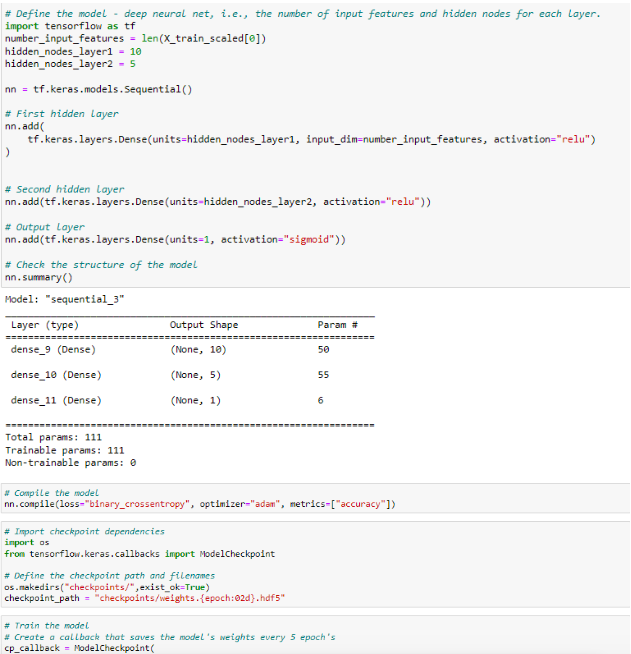 # Define the model - deep neural net, i.e., the number of input features and hidden nodes for each layer.
import tensorflow as tf
number_input_features = len(X_train_scaled[0])
hidden_nodes_layer1 = 10
hidden_nodes_layer2 = 5
nn = tf.keras.models.Sequential()
# First hidden layer
nn.add(
    tf.keras.layers.Dense(units=hidden_nodes_layer1, input_dim=number_input_features, activation="relu")
)
# Second hidden layer
nn.add(tf.keras.layers.Dense(units=hidden_nodes_layer2, activation="relu"))
# Output layer
nn.add(tf.keras.layers.Dense(units=1, activation="sigmoid"))
# Check the structure of the model
nn.summary()
Model: "sequential_3"
Layer (type) Output Shape Param #
dense_9 (Dense) (None, 10) 50
dense_10 (Dense) (None, 5) 55
dense_11 (Dense) (None, 1) 6
Total params: 111
Trainable params: 111
Non-trainable params: 0
# Compile the model
nn.compile(loss="binary_crossentropy", optimizer="adam", metrics=["accuracy"])
# Import checkpoint dependencies
import os
from tensorflow.keras.callbacks import ModelCheckpoint
# Define the checkpoint path and filenames
os.makedirs("checkpoints/",exist_ok=True)
checkpoint_path = "checkpoints/weights.{epoch:02d}.hdf5"
# Train the model
# Create a callback that saves the model's weights every 5 epoch's
cp_callback = ModelCheckpoint(